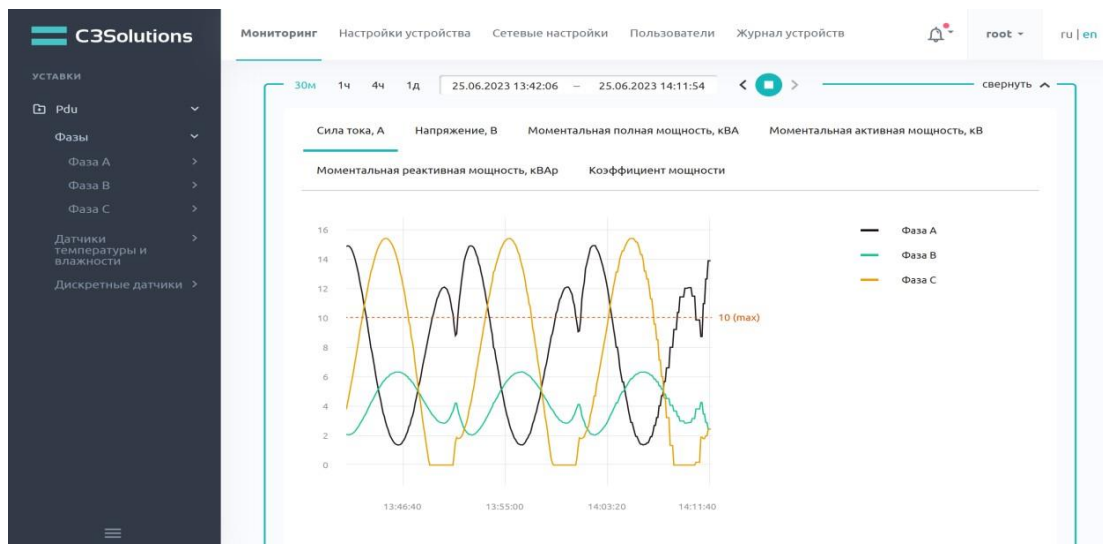 C3Solutions
Мониторинг Настройки устройства Сетевые настройки Пользователи Журнал устройств root ru | en
УСТАВКИ
Pdu
Фазы
Фаза A
Фаза B
Фаза C
Датчики
температуры и
влажности
Дискретные датчики
30м 1ч 4ч 1д 25.06.2023 13:42:06 – 25.06.2023 14:11:54 свернуть
Сила тока, А Напряжение, В Моментальная полная мощность, кВА Моментальная активная мощность, кВ
Моментальная реактивная мощность, кВАр Коэффициент мощности
16
14
12
10
8
6
4
2
0
10 (max)
13:46:40 13:55:00 14:03:20 14:11:40
Фаза A
Фаза B
Фаза C